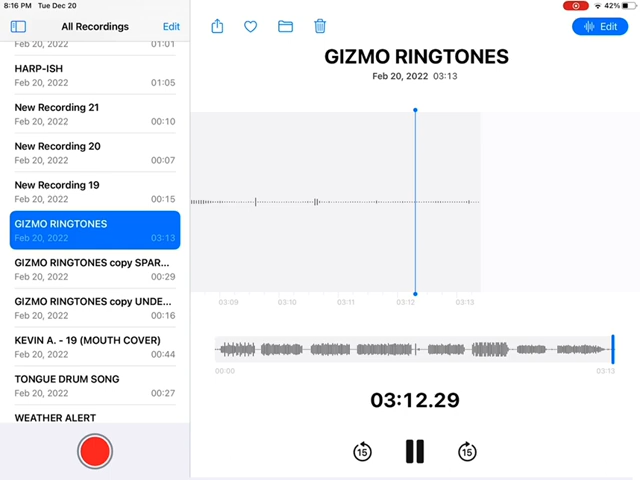 8:16 PM Tue Dec 20
42%
All Recordings
Edit
Feb 20, 2022
01:01
HARP-ISH
Feb 20, 2022
01:05
New Recording 21
Feb 20, 2022
00:10
New Recording 20
Feb 20, 2022
00:07
New Recording 19
Feb 20, 2022
00:15
GIZMO RINGTONES
Feb 20, 2022
03:13
GIZMO RINGTONES copy SPAR...
Feb 20, 2022
00:29
GIZMO RINGTONES copy UNDE...
Feb 20, 2022
00:16
KEVIN A. - 19 (MOUTH COVER)
Feb 20, 2022
00:44
TONGUE DRUM SONG
Feb 20, 2022
00:27
WEATHER ALERT
Edit
GIZMO RINGTONES
Feb 20, 2022 03:13
03:09 03:10 03:11 03:12 03:13
00:00
03:13
03:12.29
15
15